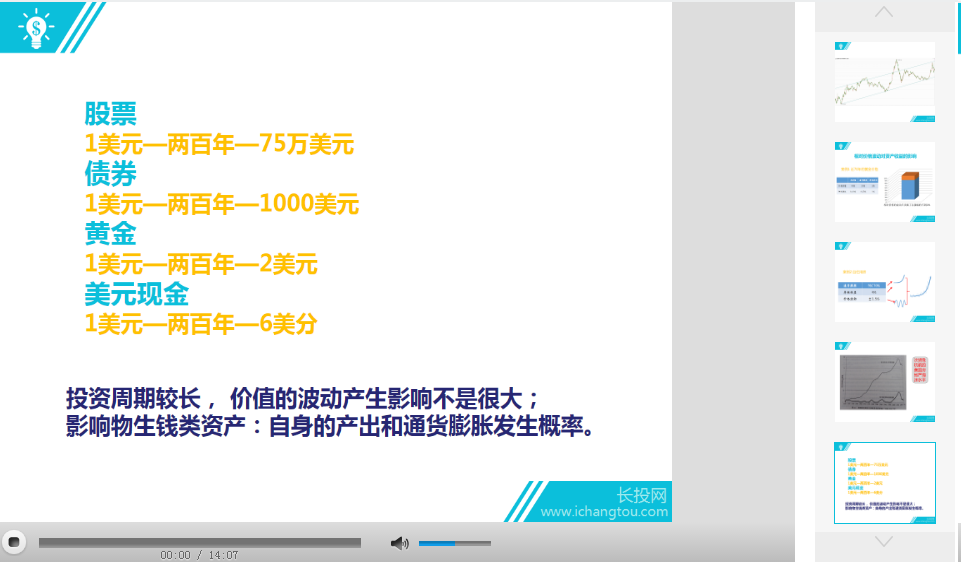 股票
1美元—两百年—75万美元
债券
1美元—两百年—1000美元
黄金
1美元—两百年—2美元
美元现金
1美元—两百年—6美分
投资周期较长，价值的波动产生影响不是很大；
影响物生钱类资产：自身的产出和通货膨胀发生概率。
长投网
www.ichangtou.com
00:00 / 14:07